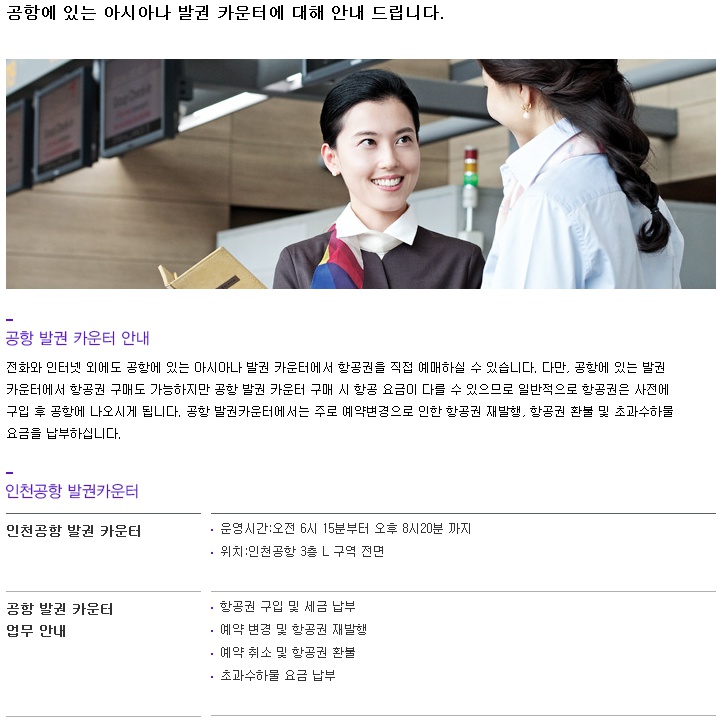 공항에 있는 아시아나 발권 카운터에 대해 안내 드립니다.
공항 발권 카운터 안내
전화와 인터넷 외에도 공항에 있는 아시아나 발권 카운터에서 항공권을 직접 예매하실 수 있습니다. 다만, 공항에 있는 발권
카운터에서 항공권 구매도 가능하지만 공항 발권 카운터 구매 시 항공 요금이 다를 수 있으므로 일반적으로 항공권은 사전에
구입 후 공항에 나오시게 됩니다. 공항 발권카운터에서는 주로 예약변경으로 인한 항공권 재발행, 항공권 환불 및 초과수하물
요금을 납부하십니다.
인천공항 발권카운터
인천공항 발권 카운터
· 운영시간:오전 6시 15분부터 오후 8시20분 까지
· 위치:인천공항 3층 L 구역 전면
공항 발권 카운터
업무 안내
· 항공권 구입 및 세금 납부
· 예약 변경 및 항공권 재발행
· 예약 취소 및 항공권 환불
· 초과수하물 요금 납부